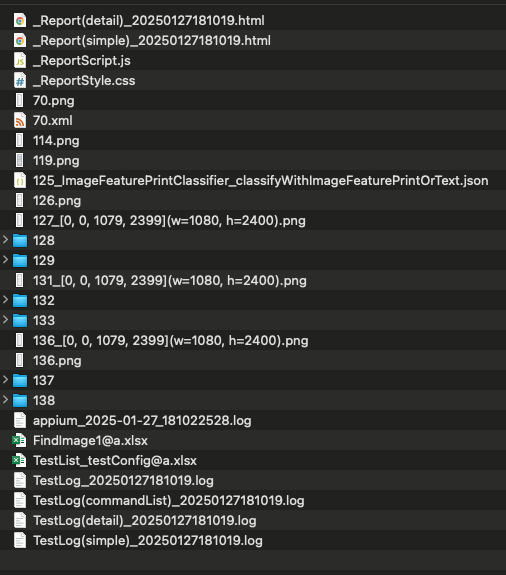 _Report(detail)_20250127181019.html
_Report(simple)_20250127181019.html
_ReportScript.js
_ReportStyle.css
70.png
70.xml
114.png
119.png
125_ImageFeaturePrintClassifier_classifyWithImageFeaturePrintOrText.json
126.png
127_[0, 0, 1079, 2399](w=1080, h=2400).png
128
129
131_[0, 0, 1079, 2399](w=1080, h=2400).png
132
133
136_[0, 0, 1079, 2399](w=1080, h=2400).png
136.png
137
138
appium_2025-01-27_181022528.log
FindImage1@a.xlsx
TestList_testConfig@a.xlsx
TestLog_20250127181019.log
TestLog(commandList)_20250127181019.log
TestLog(detail)_20250127181019.log
TestLog(simple)_20250127181019.log